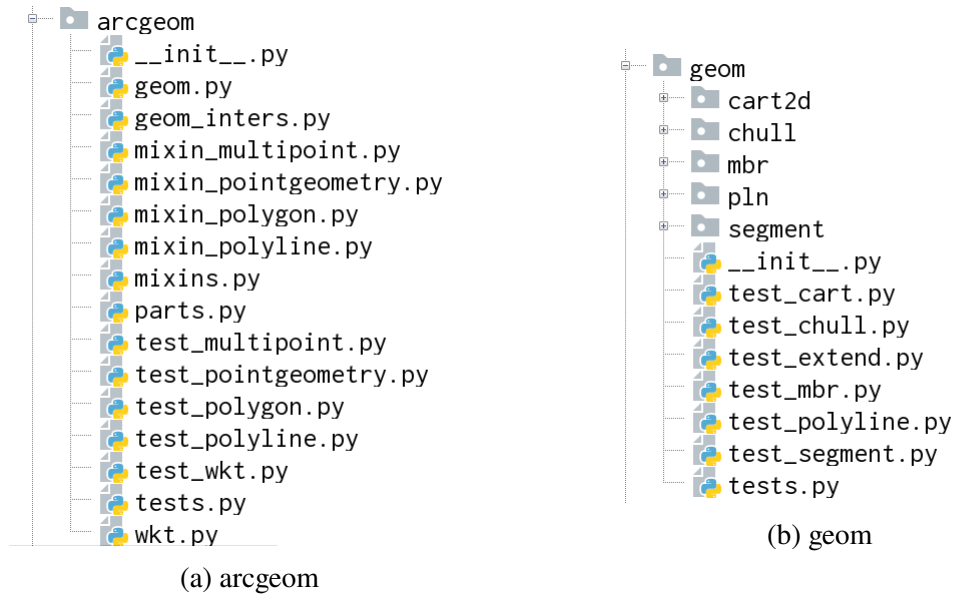 arcgeom
__init__.py
geom.py
geom_inters.py
mixin_multipoint.py
mixin_pointgeometry.py
mixin_polygon.py
mixin_polyline.py
mixins.py
parts.py
test_multipoint.py
test_pointgeometry.py
test_polygon.py
test_polyline.py
test_wkt.py
tests.py
wkt.py
(a) arcgeom
geom
cart2d
chull
mbr
pln
segment
__init__.py
test_cart.py
test_chull.py
test_extend.py
test_mbr.py
test_polyline.py
test_segment.py
tests.py
(b) geom